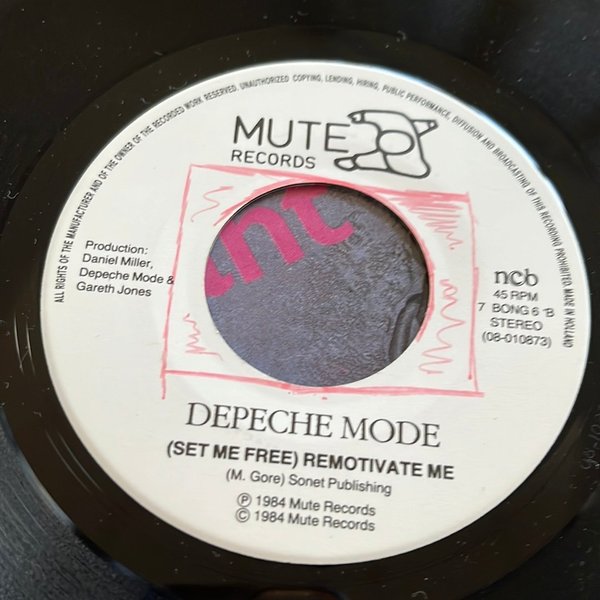 ALL RIGHTS OF THE MANUFACTURER AND OF THE OWNER OF THE RECORDED WORK RESERVED. UNAUTHORIZED COPYING, LENDING, HIRING, PUBLIC PERFORMANCE, DIFFUSION AND BROADCASTING OF THIS RECORDING PROHIBITED. MADE IN HOLLAND
MUTE
RECORDS
nt
Production:
Daniel Miller,
Depeche Mode &
Gareth Jones
ncb
45 RPM
7 BONG 6 B
STEREO
(08-010873)
DEPECHE MODE
(SET ME FREE) REMOTIVATE ME
(M. Gore) Sonet Publishing
Ⓟ 1984 Mute Records
© 1984 Mute Records